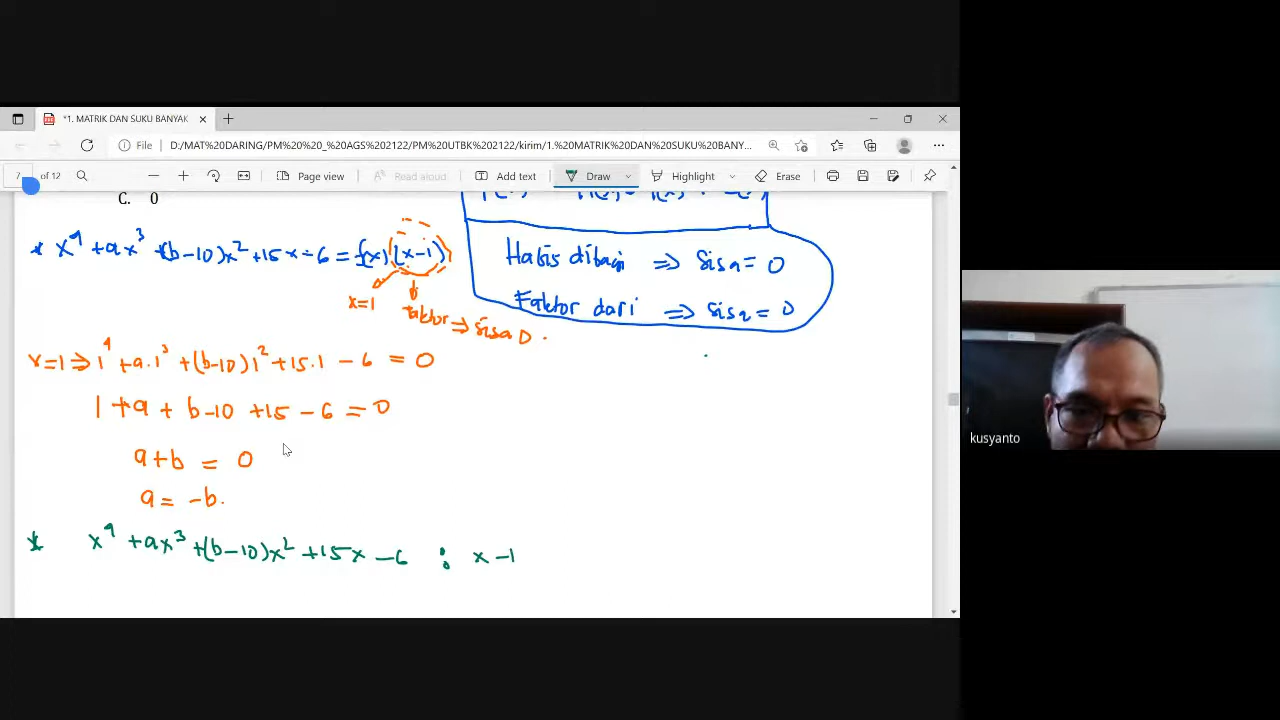 *1. MATRIK DAN SUKU BANYAK
File D:/MAT%20DARING/PM%20%20_%20AGS%202122/PM%20UTBK%202122/kirim/1.%20MATRIK%20DAN%20SUKU%20BANY...
7 of 12 Page view Read aloud Add text Draw Highlight Erase
C. 0
* x⁴ + ax³ + (b-10)x² + 15x - 6 = f(x) (x-1)
x=1
faktor ⇒ sisa 0.
Habis dibagi ⇒ sisa = 0
Faktor dari ⇒ sisa = 0
x=1 ⇒ 1⁴ + a.1³ + (b-10)1² + 15.1 - 6 = 0
1 + a + b - 10 + 15 - 6 = 0
a+b = 0
a = -b.
* x⁴ + ax³ + (b-10)x² + 15x - 6 : x - 1
kusyanto